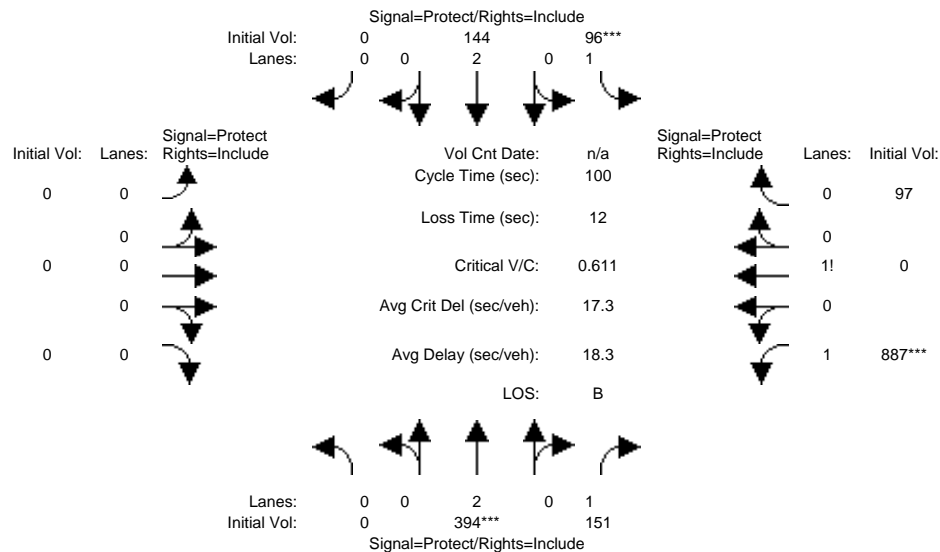 Signal=Protect/Rights=Include
Initial Vol: 0 144 96***
Lanes: 0 0 2 0 1
Signal=Protect
Signal=Protect
Initial Vol: Lanes: Rights=Include Vol Cnt Date: n/a Rights=Include Lanes: Initial Vol:
Cycle Time (sec): 100
0 0 0 97
Loss Time (sec): 12
0 0
0 0 Critical V/C: 0.611 1! 0
0 Avg Crit Del (sec/veh): 17.3 0
0 0 Avg Delay (sec/veh): 18.3 1 887***
LOS: B
Lanes: 0 0 2 0 1
Initial Vol: 0 394*** 151
Signal=Protect/Rights=Include